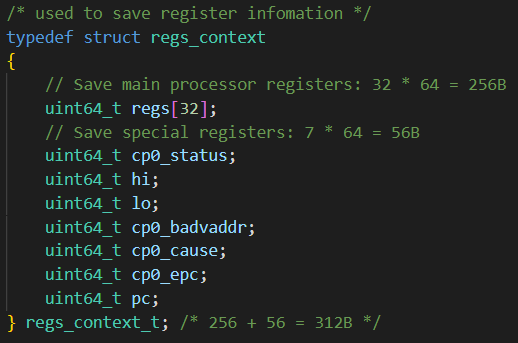 /* used to save register infomation */
typedef struct regs_context
{
    // Save main processor registers: 32 * 64 = 256B
    uint64_t regs[32];
    // Save special registers: 7 * 64 = 56B
    uint64_t cp0_status;
    uint64_t hi;
    uint64_t lo;
    uint64_t cp0_badvaddr;
    uint64_t cp0_cause;
    uint64_t cp0_epc;
    uint64_t pc;
} regs_context_t; /* 256 + 56 = 312B */